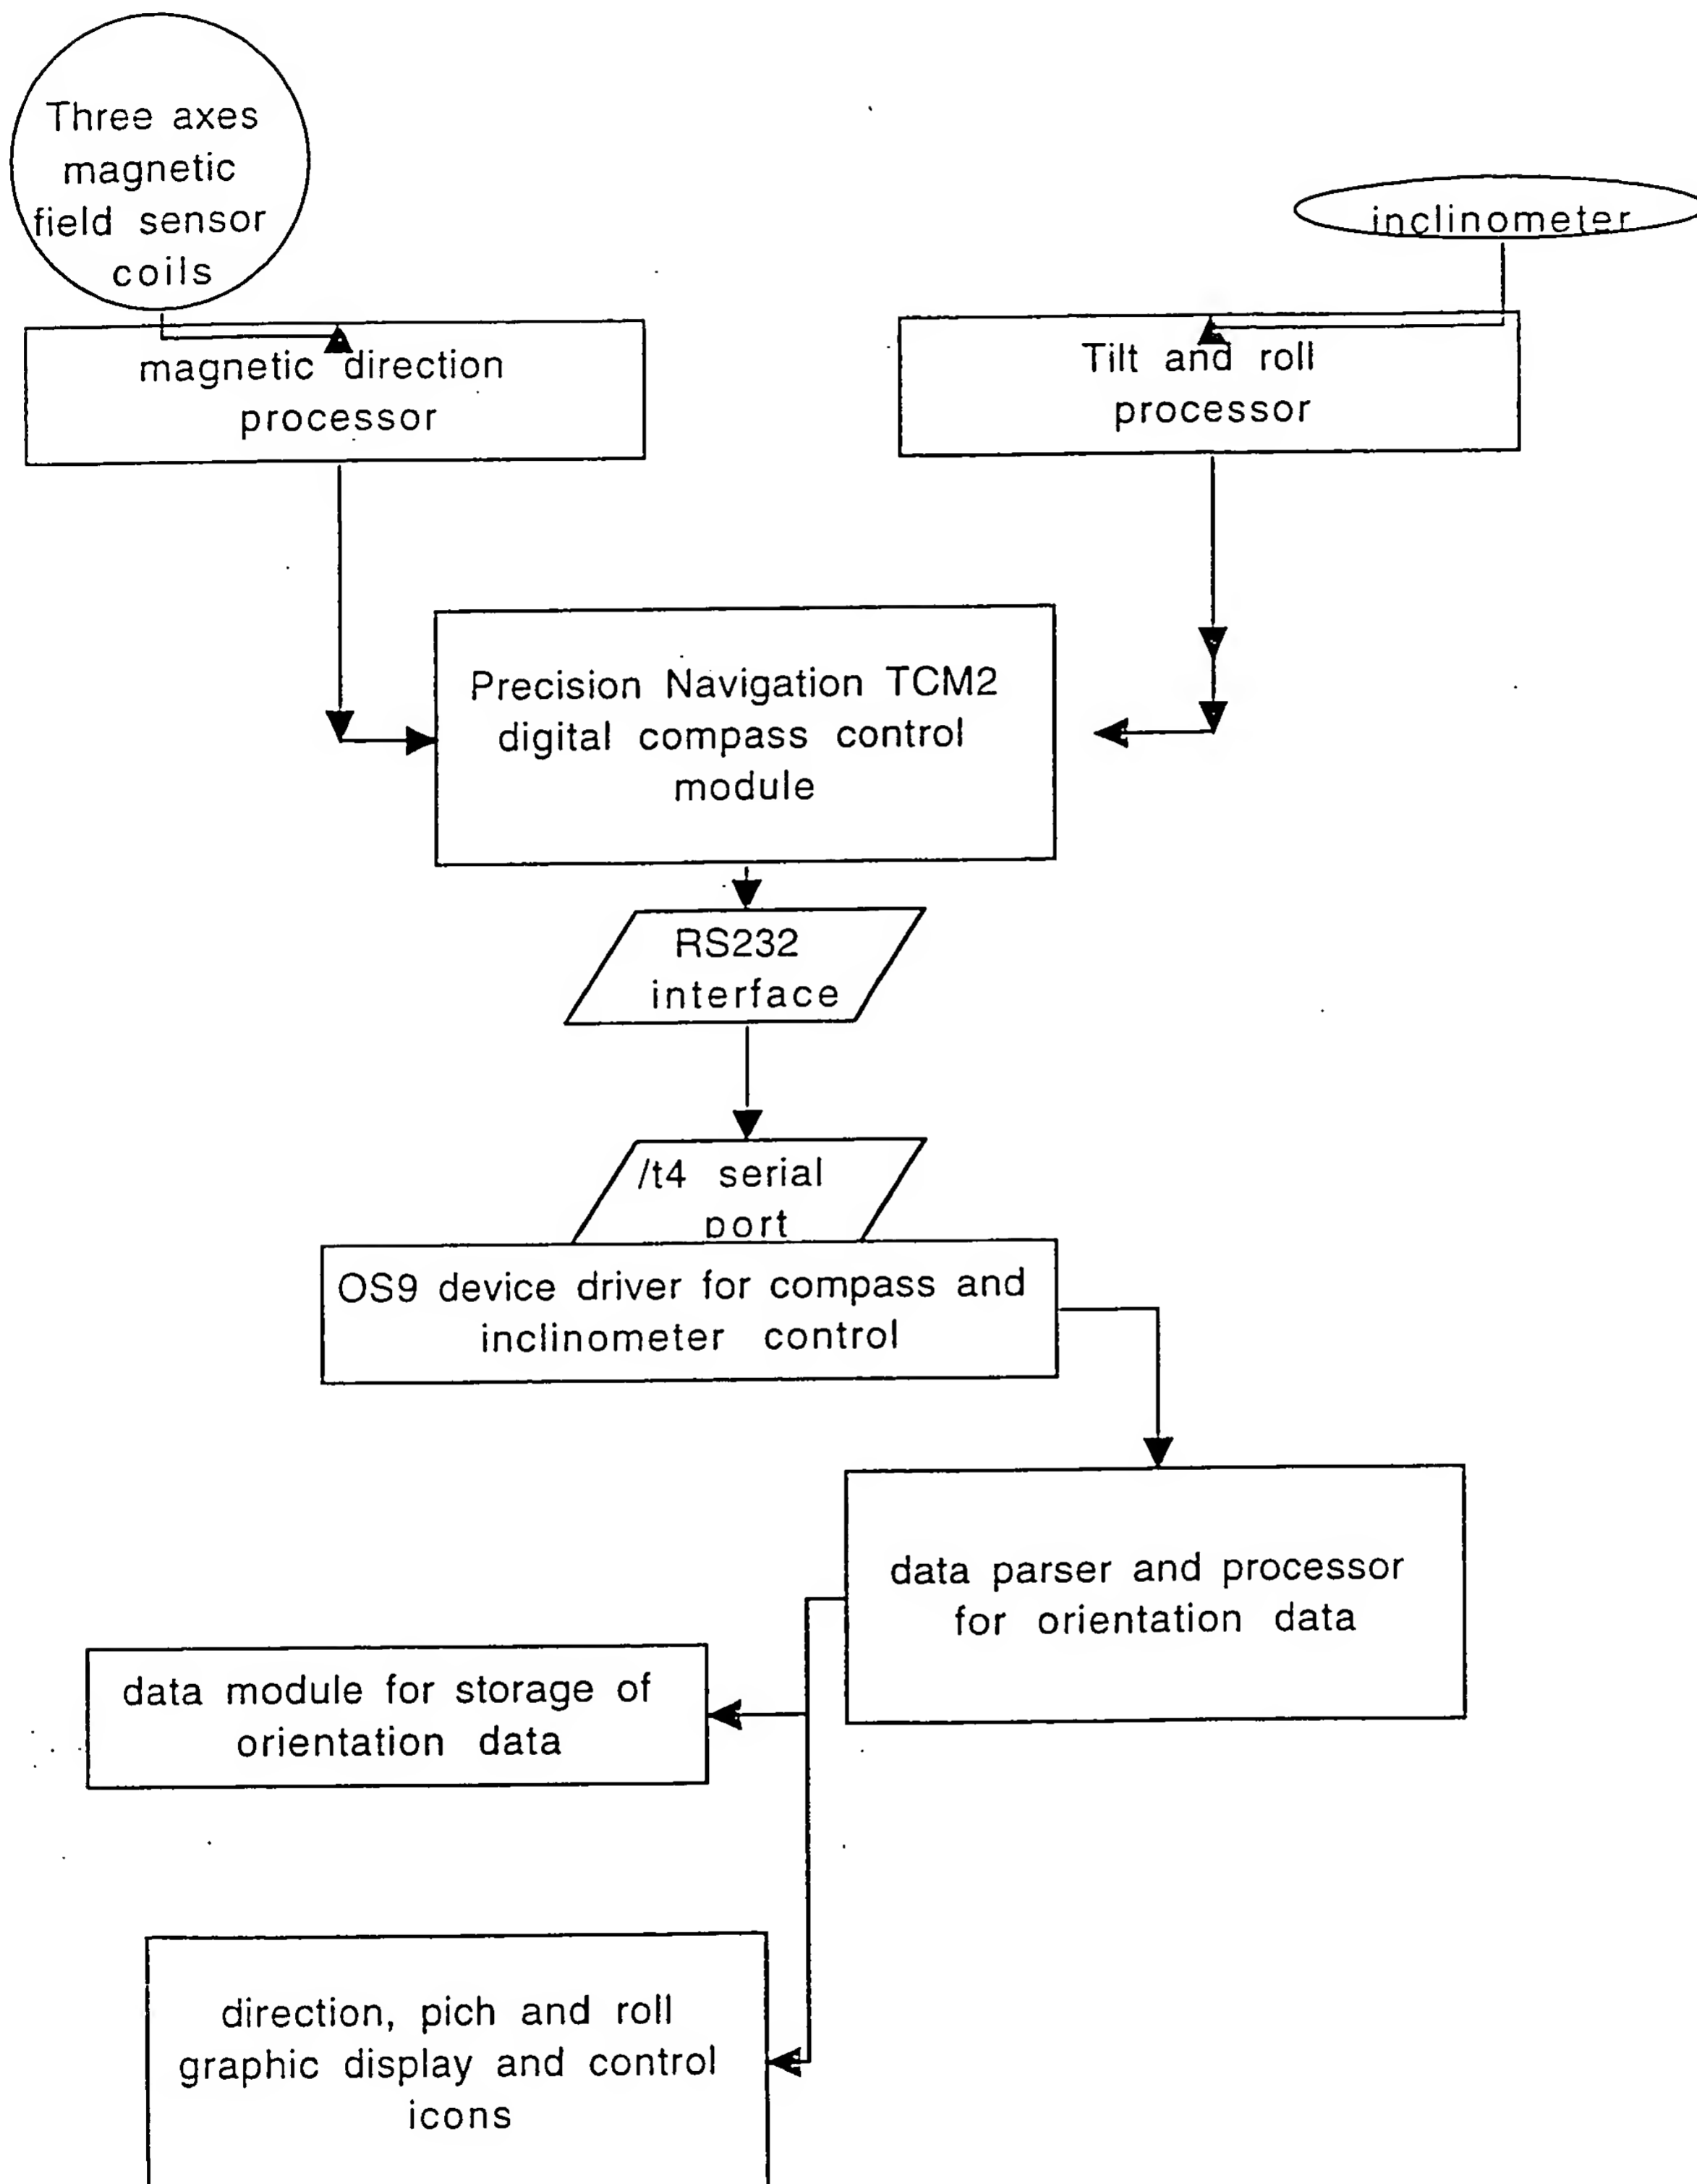 Three axes
magnetic
field sensor
coils
inclinometer
magnetic direction
processor
Tilt and roll
processor
Precision Navigation TCM2
digital compass control
module
RS232
interface
/t4 serial
port
OS9 device driver for compass and
inclinometer control
data parser and processor
for orientation data
data module for storage of
orientation data
direction, pich and roll
graphic display and control
icons